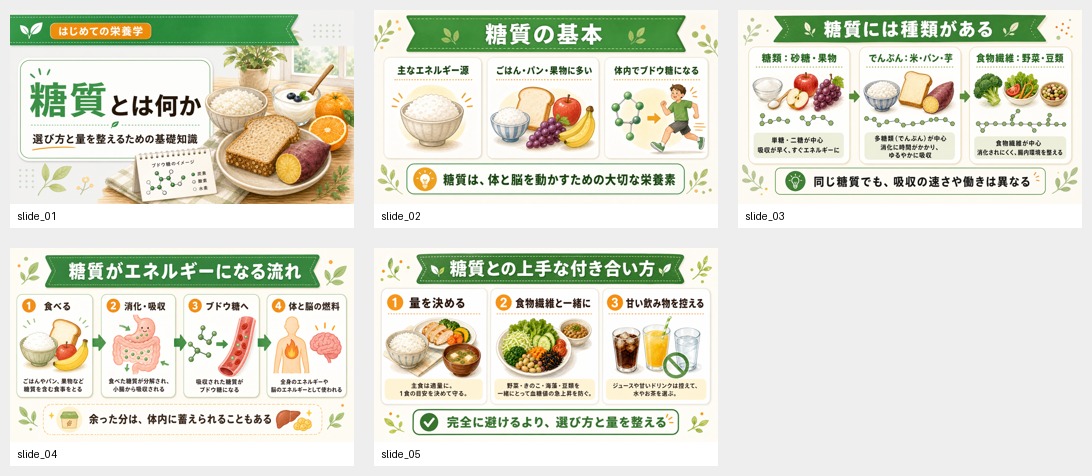 はじめての栄養学
糖質とは何か
選び方と量を整えるための基礎知識
ブドウ糖のイメージ
炭素
酸素
水素
slide_01
糖質の基本
主なエネルギー源
ごはん・パン・果物に多い
体内でブドウ糖になる
糖質は、体と脳を動かすための大切な栄養素
slide_02
糖質には種類がある
糖類：砂糖・果物
でんぷん：米・パン・芋
食物繊維：野菜・豆類
単糖・二糖が中心
吸収が早く、すぐエネルギーに
多糖類（でんぷん）が中心
消化に時間がかかり、
ゆるやかに吸収
食物繊維が中心
消化されにくく、腸内環境を整える
同じ糖質でも、吸収の速さや働きは異なる
slide_03
糖質がエネルギーになる流れ
1 食べる
2 消化・吸収
3 ブドウ糖へ
4 体と脳の燃料
ごはんやパン、果物など
糖質を含む食事をとる
食べた糖質が分解され、
小腸から吸収される
吸収された糖質が
ブドウ糖になる
全身のエネルギーや
脳のエネルギーとして使われる
余った分は、体内に蓄えられることもある
slide_04
糖質との上手な付き合い方
1 量を決める
2 食物繊維と一緒に
3 甘い飲み物を控える
主食は適量に。
1食の目安を決めて守る。
野菜・きのこ・海藻・豆類を
一緒にとって血糖値の急上昇を防ぐ。
ジュースや甘いドリンクは控えて、
水やお茶を選ぶ。
完全に避けるより、選び方と量を整える
slide_05